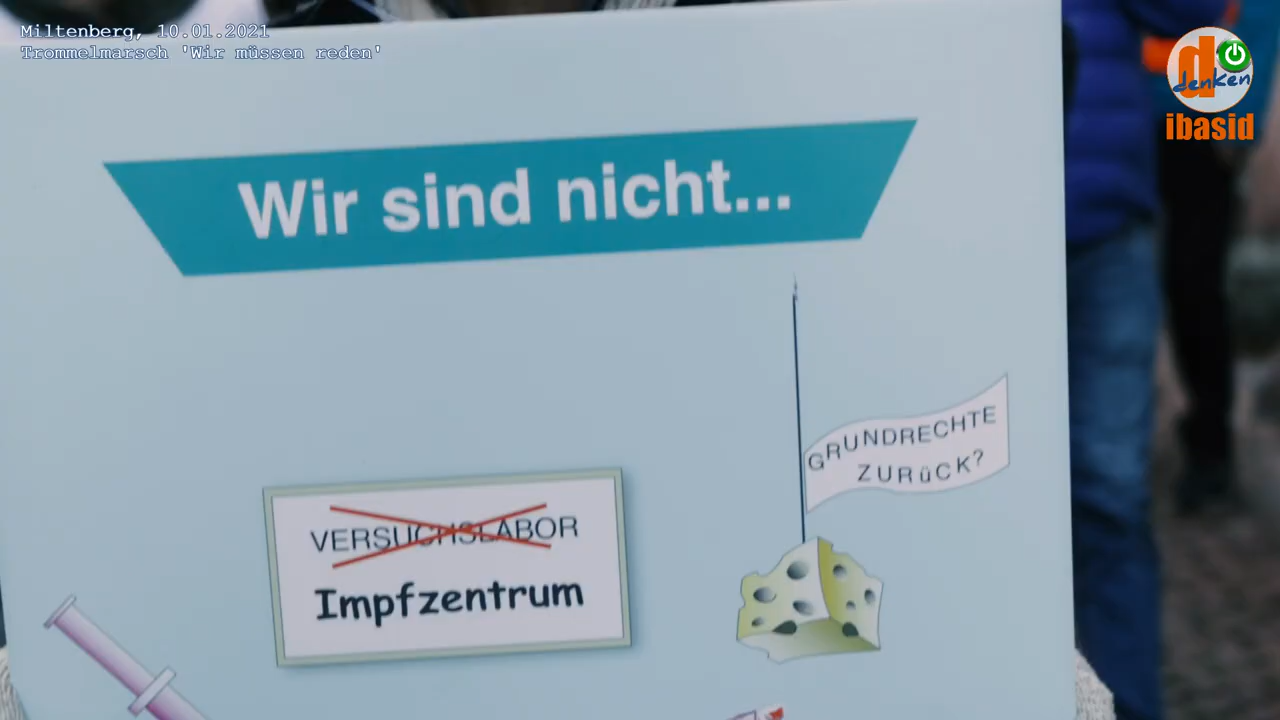 Miltenberg, 10.01.2021
Trommelmarsch 'Wir müssen reden'
d
denken
ibasid
Wir sind nicht...
GRUNDRECHTE
ZURüCK?
VERSUCHSLABOR
Impfzentrum